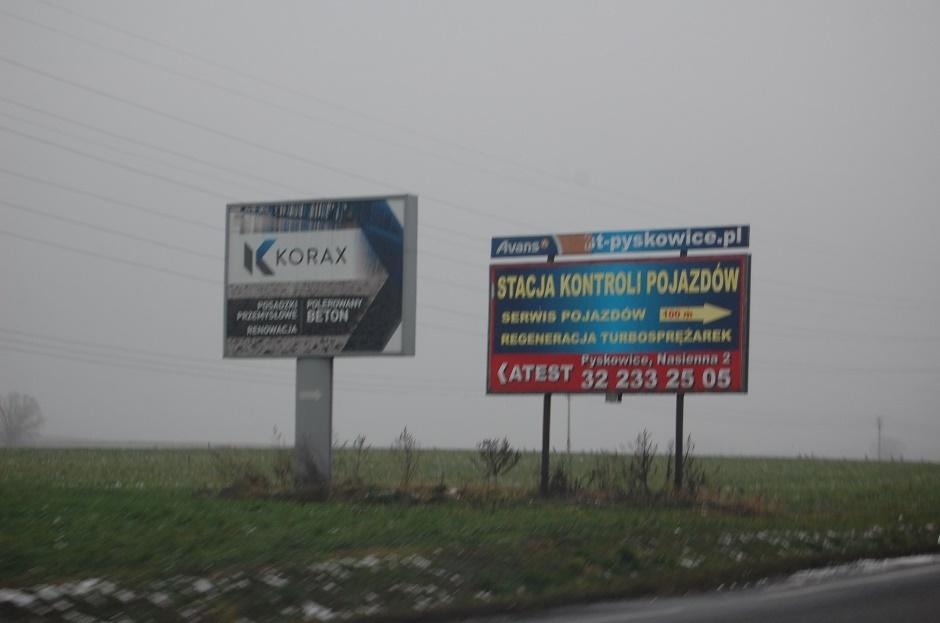 KORAX
POSADZKI
PRZEMYSŁOWE
RENOWACJA
POLEROWANY
BETON
Avans
st-pyskowice.pl
STACJA KONTROLI POJAZDÓW
SERWIS POJAZDÓW 100 m
REGENERACJA TURBOSPRĘŻAREK
Pyskowice, Nasienna 2
ATEST 32 233 25 05